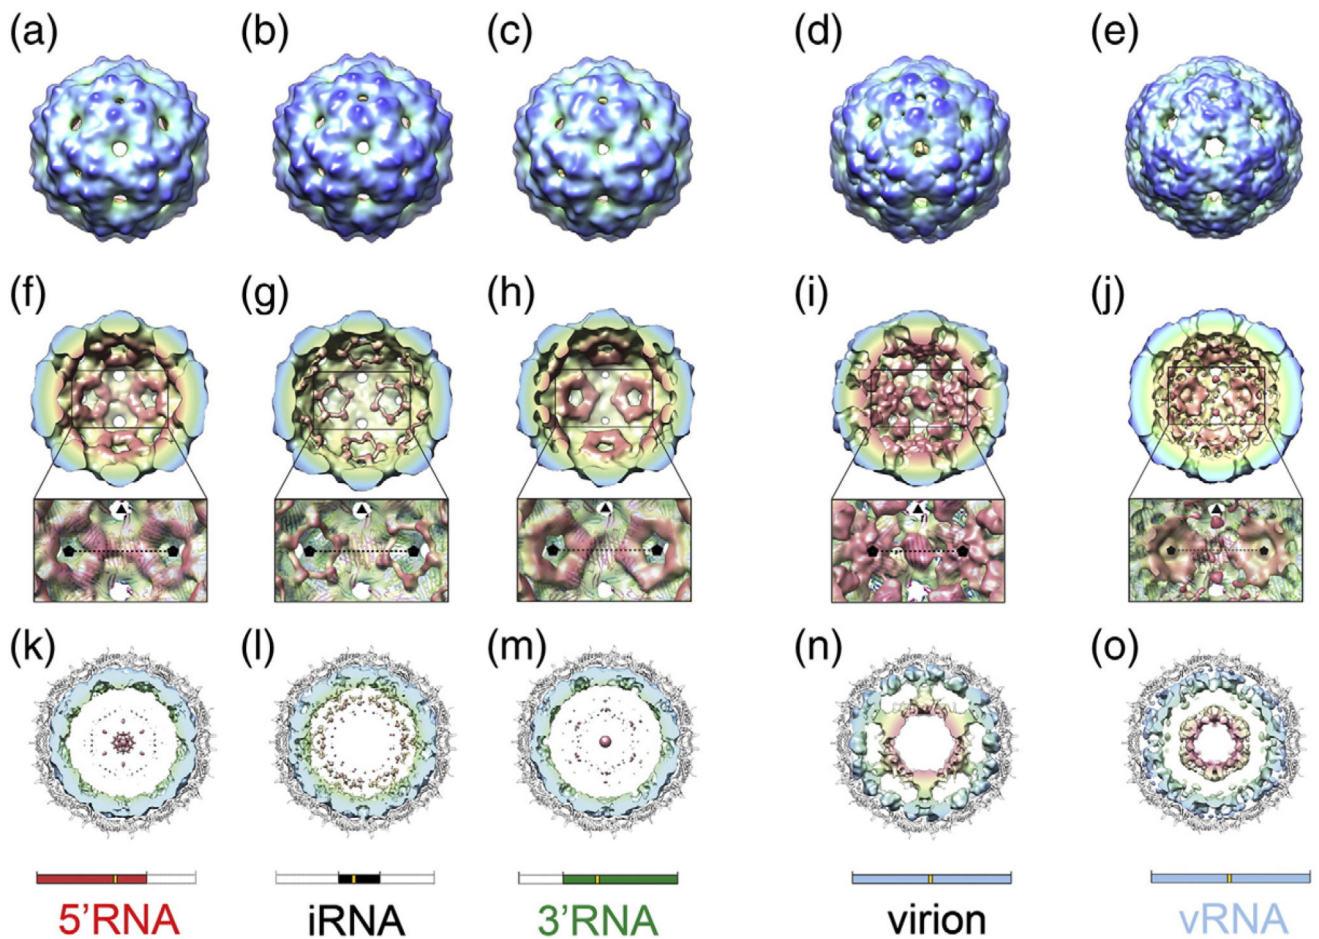 (a) (b) (c) (d) (e)
(f) (g) (h) (i) (j)
(k) (l) (m) (n) (o)
5'RNA iRNA 3'RNA virion vRNA